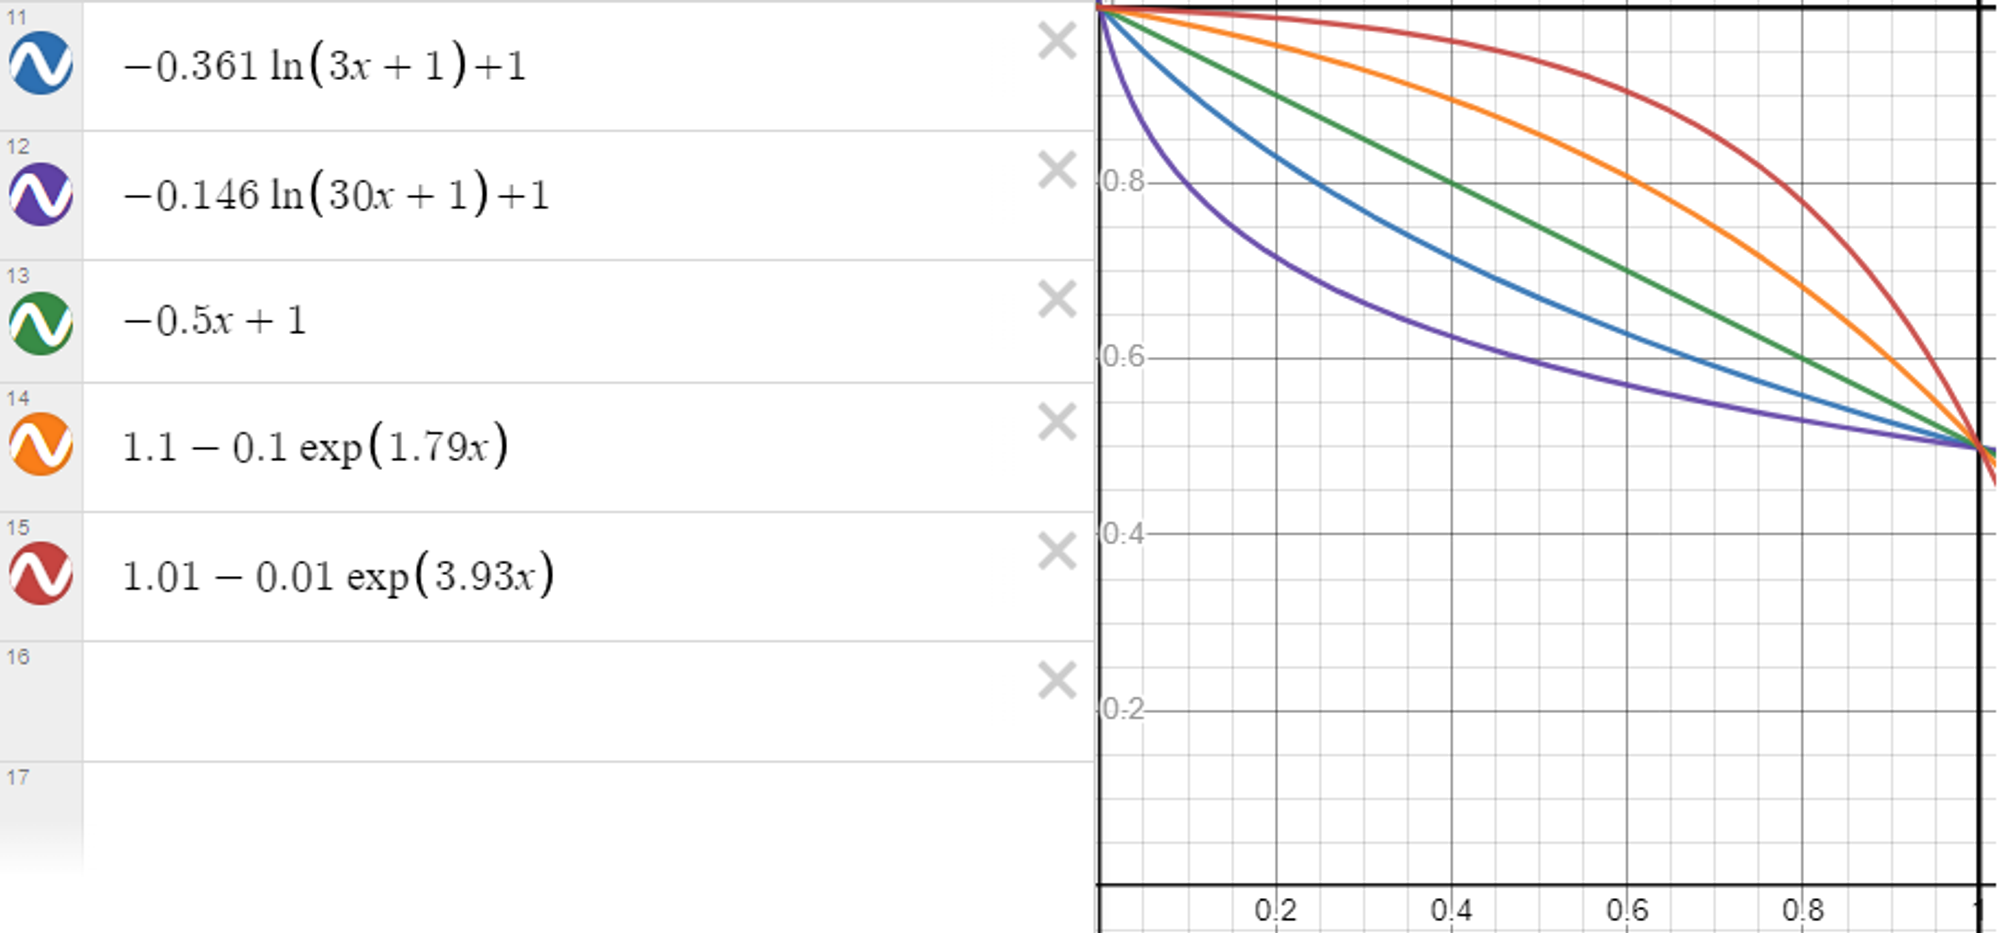 11
−0.361 ln(3x + 1)+1
12
−0.146 ln(30x + 1)+1
13
−0.5x + 1
14
1.1 − 0.1 exp(1.79x)
15
1.01 − 0.01 exp(3.93x)
16
17
0.8
0.6
0.4
0.2
0.2 0.4 0.6 0.8 1